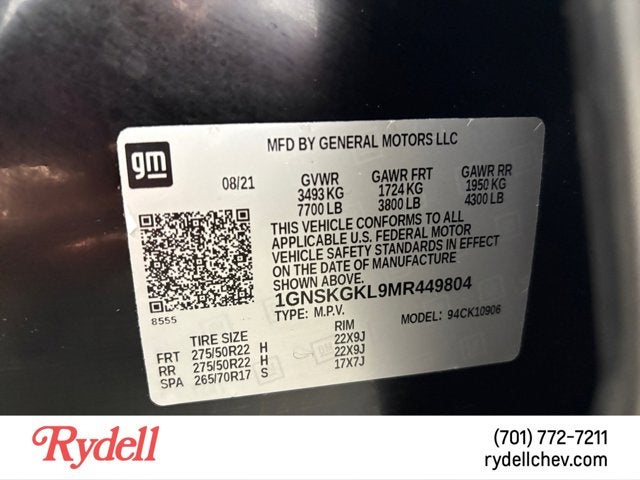 gm
MFD BY GENERAL MOTORS LLC
08/21 GVWR GAWR FRT GAWR RR
3493 KG 1724 KG 1950 KG
7700 LB 3800 LB 4300 LB
THIS VEHICLE CONFORMS TO ALL
APPLICABLE U.S. FEDERAL MOTOR
VEHICLE SAFETY STANDARDS IN EFFECT
ON THE DATE OF MANUFACTURE
SHOWN ABOVE.
1GNSKGKL9MR449804
8555 TYPE: M.P.V. MODEL: 94CK10906
TIRE SIZE RIM
FRT 275/50R22 H 22X9J
RR 275/50R22 H 22X9J
SPA 265/70R17 S 17X7J
Rydell (701) 772-7211
rydellchev.com